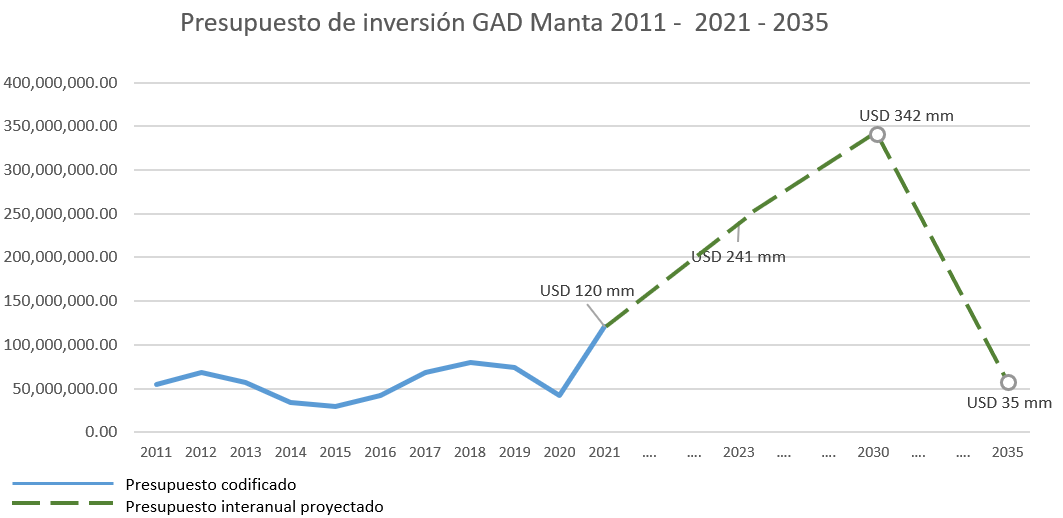 Presupuesto de inversión GAD Manta 2011 -  2021 - 2035
400,000,000.00
350,000,000.00
300,000,000.00
250,000,000.00
200,000,000.00
150,000,000.00
100,000,000.00
50,000,000.00
0.00
USD 342 mm
USD 241 mm
USD 120 mm
USD 35 mm
2011 2012 2013 2014 2015 2016 2017 2018 2019 2020 2021 .... .... 2023 .... .... 2030 .... .... 2035
Presupuesto codificado
Presupuesto interanual proyectado